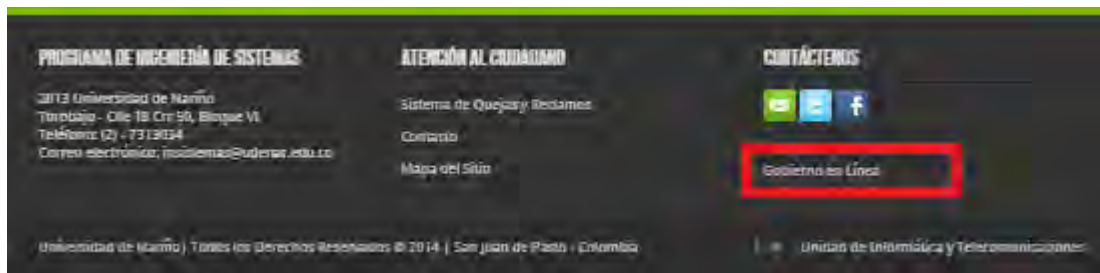 PROGRAMA DE INGENIERÍA DE SISTEMAS
2013 Universidad de Nariño
Torobajo - Clle 18 Crr 50, Bloque VI
Teléfono: (2) - 7313034
Correo electrónico: insistemas@udenar.edu.co
ATENCIÓN AL CIUDADANO
Sistema de Quejas y Reclamos
Contacto
Mapa del Sitio
CONTÁCTENOS
Gobierno en Línea
Universidad de Nariño | Todos los Derechos Reservados © 2014 | San Juan de Pasto - Colombia
Unidad de Informática y Telecomunicaciones